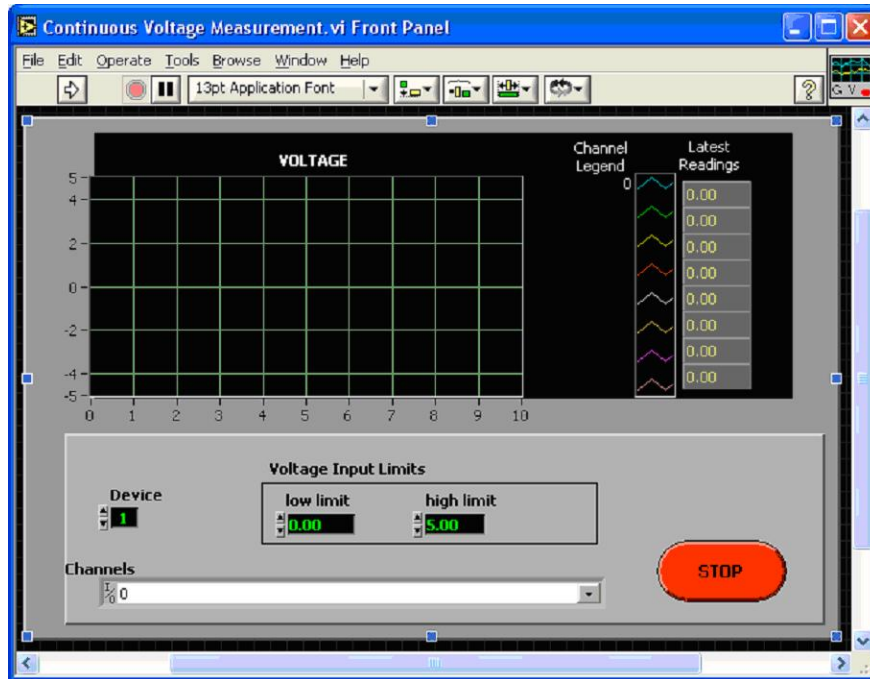 Continuous Voltage Measurement.vi Front Panel
File Edit Operate Tools Browse Window Help
13pt Application Font
?
G V
VOLTAGE
Channel Legend
Latest Readings
0
5
4
2
0
-2
-4
-5
0 1 2 3 4 5 6 7 8 9 10
0.00
0.00
0.00
0.00
0.00
0.00
0.00
0.00
Voltage Input Limits
Device
1
low limit
0.00
high limit
5.00
Channels
I/O 0
STOP